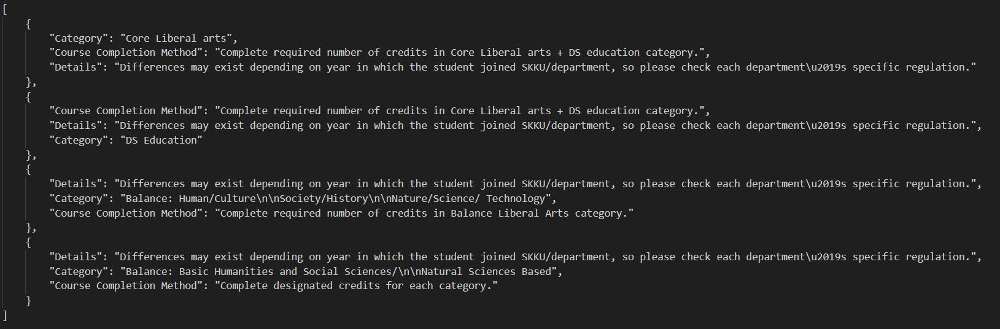 [
{
"Category": "Core Liberal arts",
"Course Completion Method": "Complete required number of credits in Core Liberal arts + DS education category.",
"Details": "Differences may exist depending on year in which the student joined SKKU/department, so please check each department\u2019s specific regulation."
},
{
"Course Completion Method": "Complete required number of credits in Core Liberal arts + DS education category.",
"Details": "Differences may exist depending on year in which the student joined SKKU/department, so please check each department\u2019s specific regulation.",
"Category": "DS Education"
},
{
"Details": "Differences may exist depending on year in which the student joined SKKU/department, so please check each department\u2019s specific regulation.",
"Category": "Balance: Human/Culture\n\nSociety/History\n\nNature/Science/ Technology",
"Course Completion Method": "Complete required number of credits in Balance Liberal Arts category."
},
{
"Details": "Differences may exist depending on year in which the student joined SKKU/department, so please check each department\u2019s specific regulation.",
"Category": "Balance: Basic Humanities and Social Sciences/\n\nNatural Sciences Based",
"Course Completion Method": "Complete designated credits for each category."
}
]